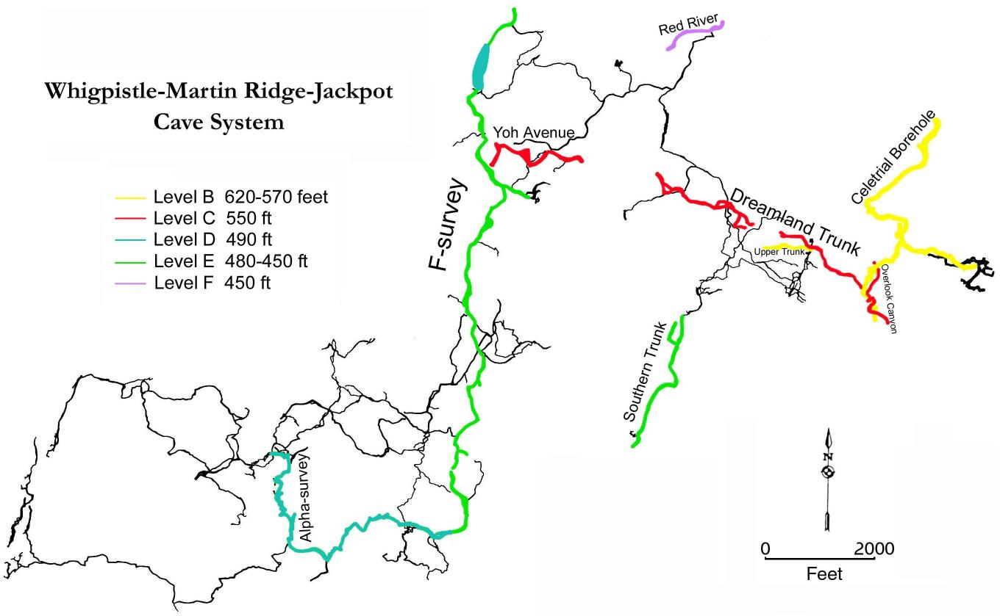 Whigpistle-Martin Ridge-Jackpot
Cave System
Level B 620-570 feet
Level C 550 ft
Level D 490 ft
Level E 480-450 ft
Level F 450 ft
Red River
Yoh Avenue
F-survey
Celetrial Borehole
Dreamland Trunk
Upper Trunk
Overlook Canyon
Southern Trunk
Alpha-survey
N
0 2000
Feet